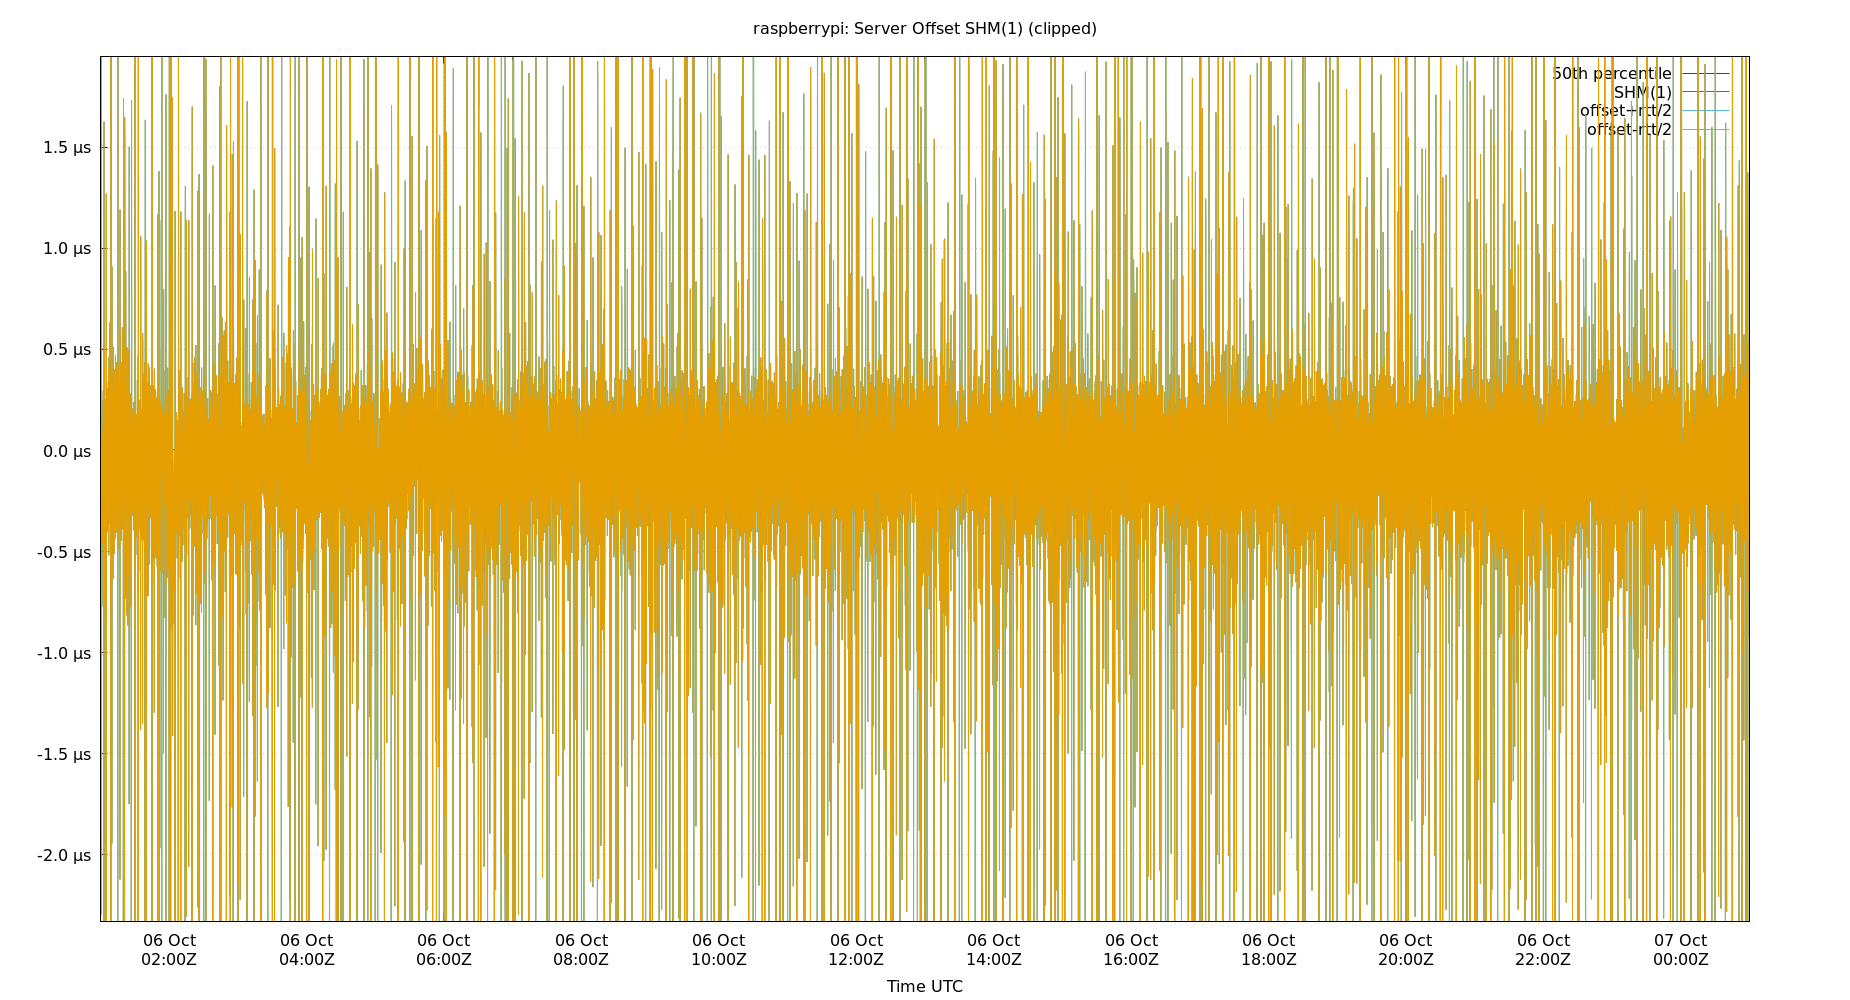 raspberrypi: Server Offset SHM(1) (clipped)
50th percentile
SHM(1)
offset+rtt/2
offset-rtt/2
1.5 µs
1.0 µs
0.5 µs
0.0 µs
-0.5 µs
-1.0 µs
-1.5 µs
-2.0 µs
06 Oct 06 Oct 06 Oct 06 Oct 06 Oct 06 Oct 06 Oct 06 Oct 06 Oct 06 Oct 06 Oct 07 Oct
02:00Z 04:00Z 06:00Z 08:00Z 10:00Z 12:00Z 14:00Z 16:00Z 18:00Z 20:00Z 22:00Z 00:00Z
Time UTC